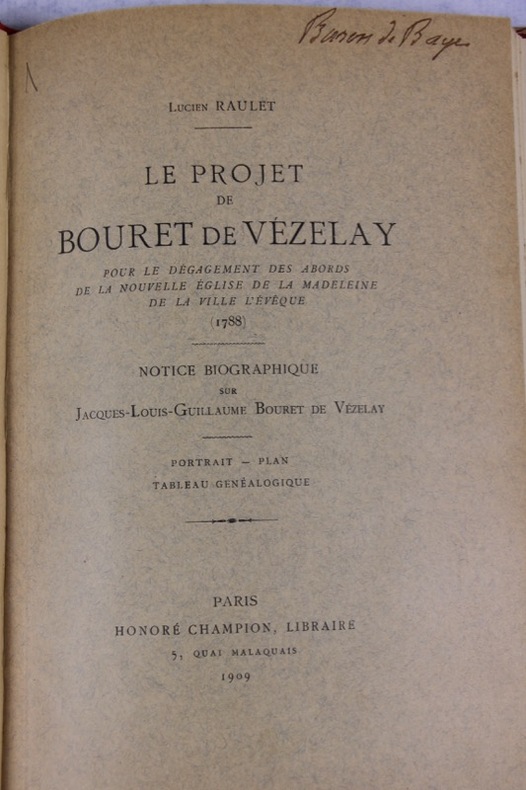 Baron de Baye
Lucien RAULET
LE PROJET
DE
BOURET DE VÉZELAY
POUR LE DÉGAGEMENT DES ABORDS
DE LA NOUVELLE ÉGLISE DE LA MADELEINE
DE LA VILLE L'ÉVÊQUE
(1788)
NOTICE BIOGRAPHIQUE
SUR
Jacques-Louis-Guillaume Bouret de Vézelay
PORTRAIT — PLAN
TABLEAU GÉNÉALOGIQUE
PARIS
HONORÉ CHAMPION, LIBRAIRE
5, QUAI MALAQUAIS
1909